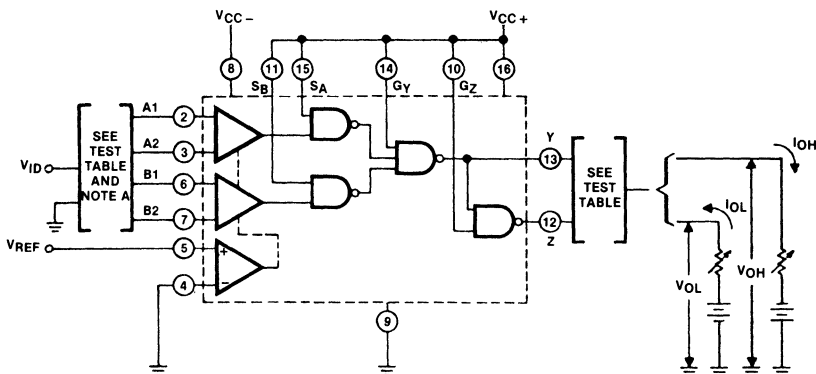 VCC-
VCC+
8
11
15
14
10
16
SB
SA
GY
GZ
A1
2
A2
3
B1
6
B2
7
SEE
TEST
TABLE
AND
NOTE A
VID
VREF
5
+
4
-
9
Y
13
12
Z
SEE
TEST
TABLE
IOH
IOL
VOL
VOH